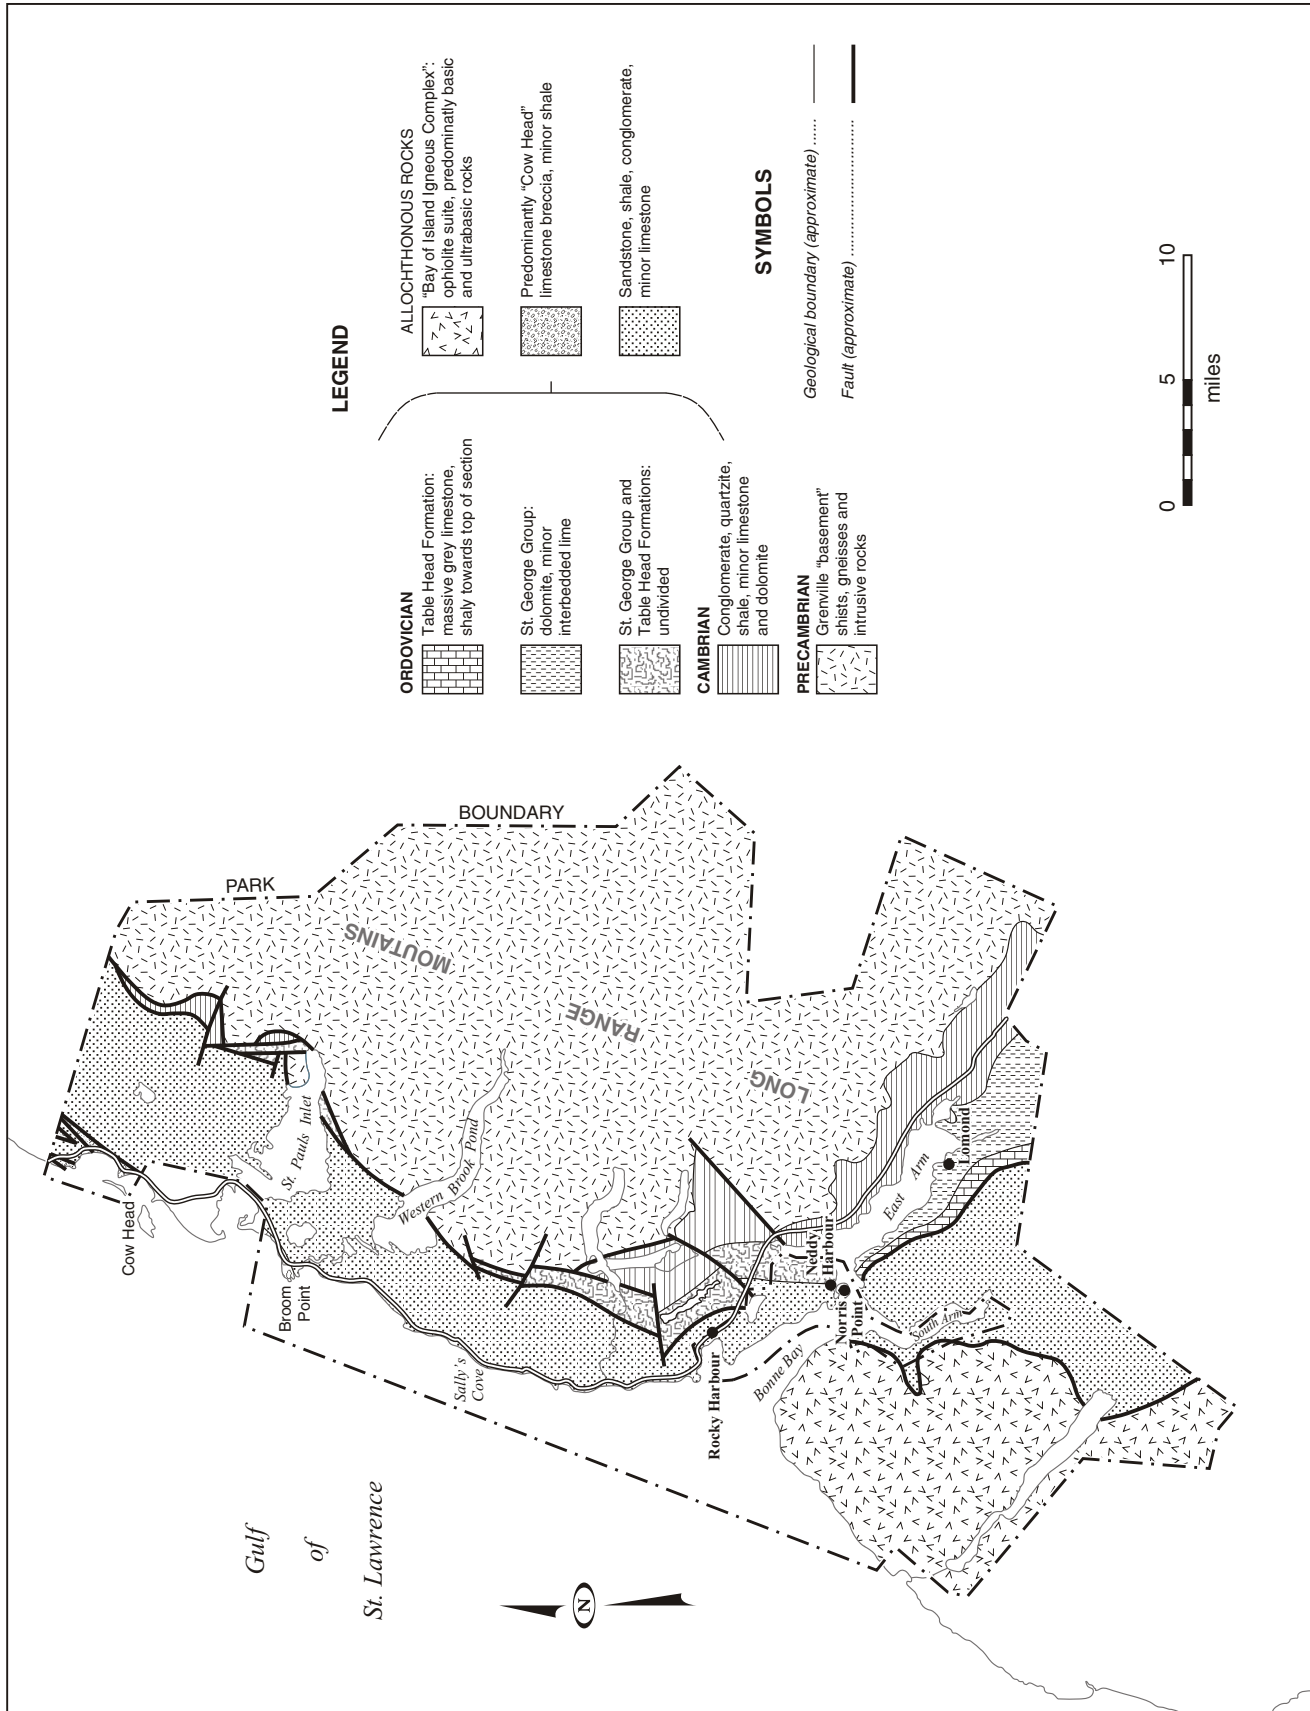 LEGEND
ORDOVICIAN
Table Head Formation:
massive grey limestone,
shaly towards top of section
St. George Group:
dolomite, minor
interbedded lime
St. George Group and
Table Head Formations:
undivided
CAMBRIAN
Conglomerate, quartzite,
shale, minor limestone
and dolomite
PRECAMBRIAN
Grenville “basement”
shists, gneisses and
intrusive rocks
ALLOCHTHONOUS ROCKS
“Bay of Island Igneous Complex”:
ophiolite suite, predominatly basic
and ultrabasic rocks
Predominantly “Cow Head”
limestone breccia, minor shale
Sandstone, shale, conglomerate,
minor limestone
SYMBOLS
Geological boundary (approximate) ......
Fault (approximate) ..................................
0 5 10
miles
PARK
BOUNDARY
LONG
RANGE
MOUTAINS
Cow Head
St. Pauls Inlet
Broom
Point
Western Brook Pond
Sally's
Cove
Rocky Harbour
Bonne Bay
Neddy
Harbour
Norris
Point
South Arm
East Arm
Lomond
Gulf
of
St. Lawrence
N